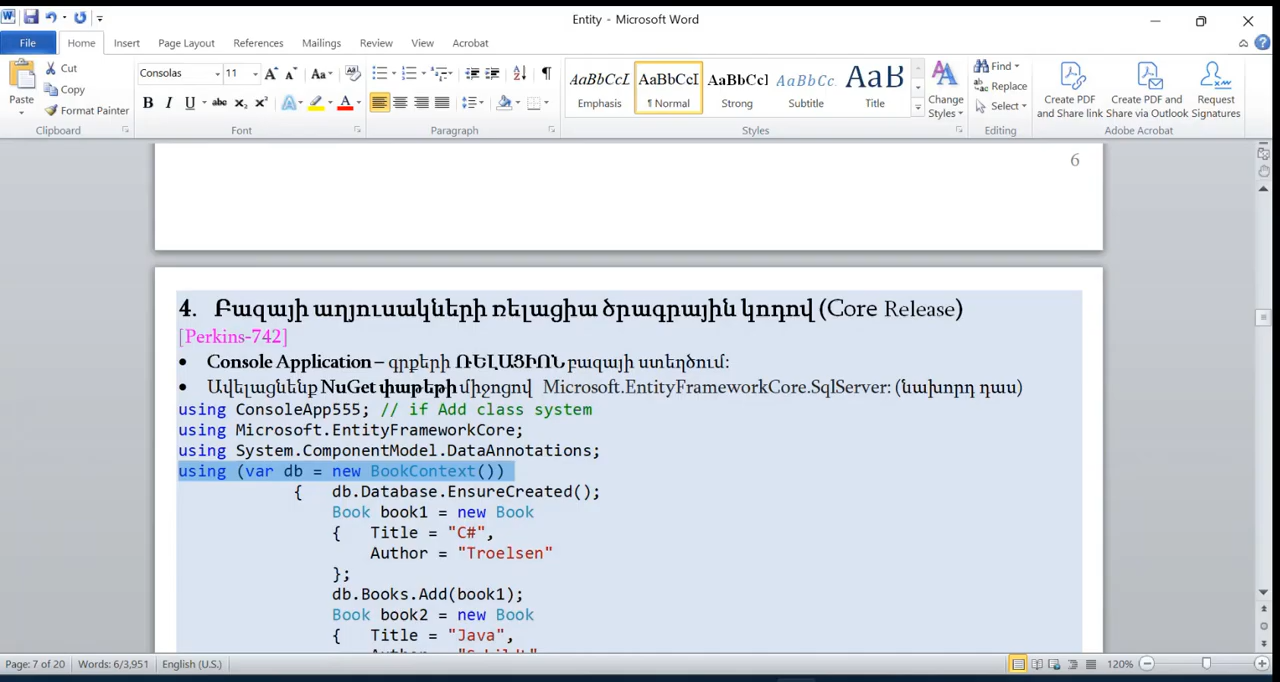 Entity - Microsoft Word
File Home Insert Page Layout References Mailings Review View Acrobat
Paste Cut Copy Format Painter Clipboard
Consolas 11 Font
Paragraph
AaBbCcL AaBbCcI AaBbCcl AaBbCc. AaB
Emphasis ¶ Normal Strong Subtitle Title
Change Styles Styles
Find Replace Select Editing
Create PDF and Share link Create PDF and Share via Outlook Request Signatures
Adobe Acrobat
6
4. Բազայի աղյուսակների ռելացիա ծրագրային կոդով (Core Release)
[Perkins-742]
• Console Application – գրքերի ՌԵԼԱՑԻՈՆ բազայի ստեղծում:
• Ավելացնենք NuGet փաթեթի միջոցով Microsoft.EntityFrameworkCore.SqlServer: (նախորդ դաս)
using ConsoleApp555; // if Add class system
using Microsoft.EntityFrameworkCore;
using System.ComponentModel.DataAnnotations;
using (var db = new BookContext())
{ db.Database.EnsureCreated();
Book book1 = new Book
{ Title = "C#",
Author = "Troelsen"
};
db.Books.Add(book1);
Book book2 = new Book
{ Title = "Java",
Page: 7 of 20 Words: 6/3,951 English (U.S.) 120%